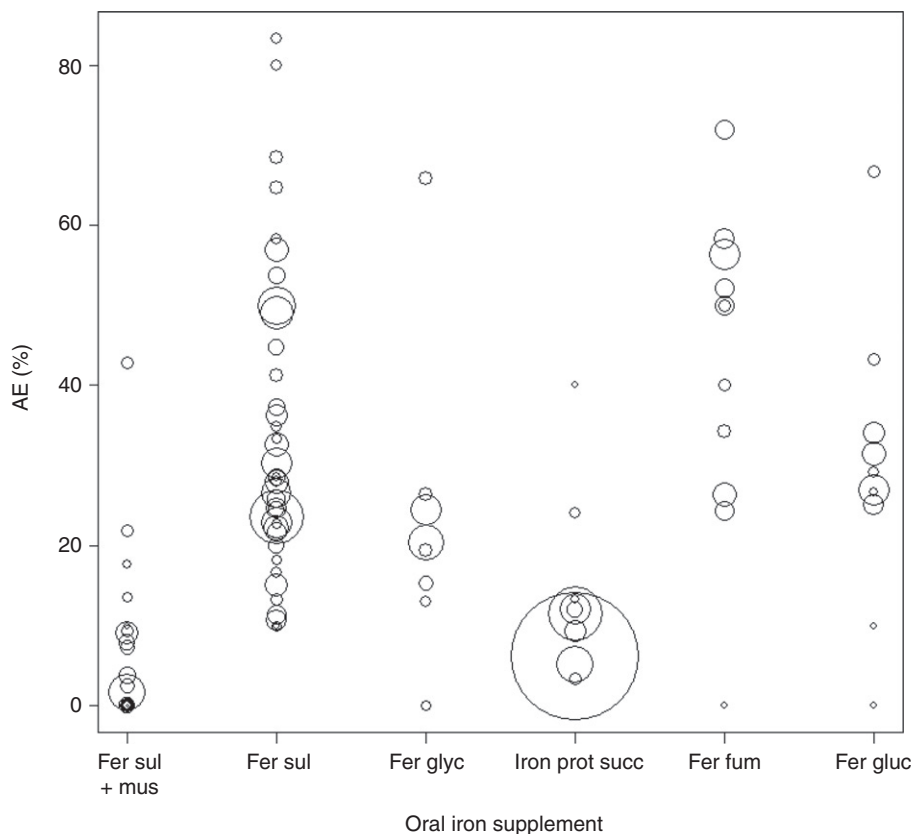 80
60
40
20
0
AE (%)
Fer sul
+ mus
Fer sul
Fer glyc
Iron prot succ
Fer fum
Fer gluc
Oral iron supplement